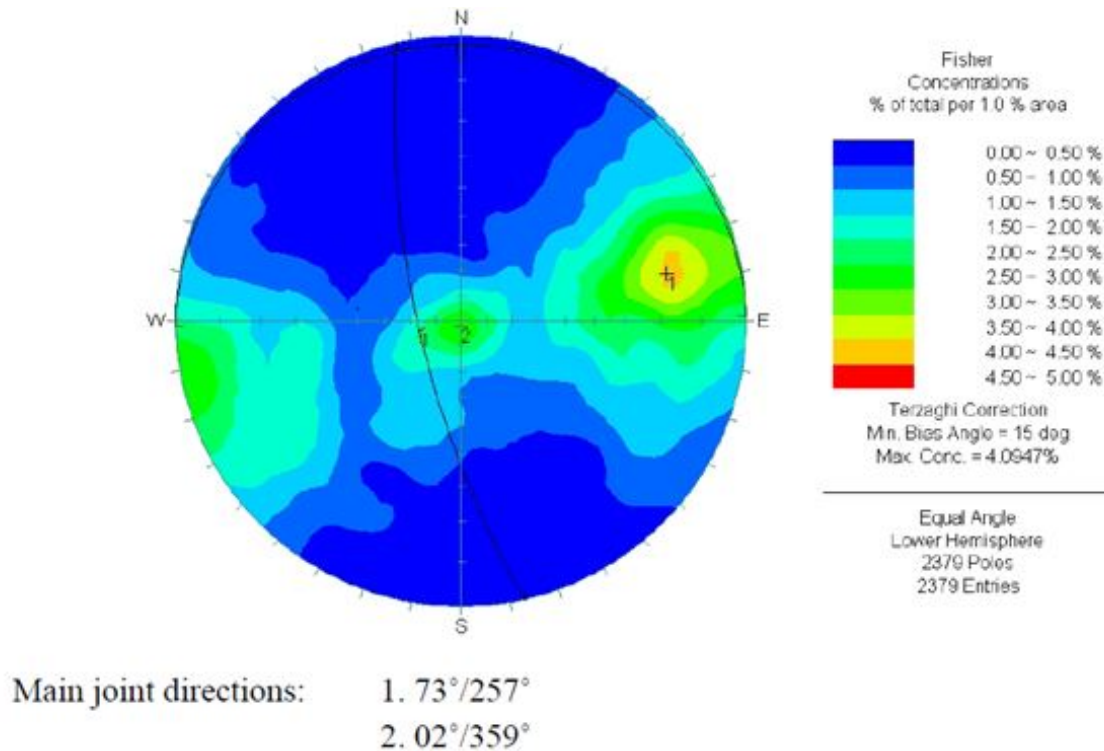 N
W
E
S
1
1
2
Fisher
Concentrations
% of total per 1.0 % area
0.00 ~ 0.50 %
0.50 ~ 1.00 %
1.00 ~ 1.50 %
1.50 ~ 2.00 %
2.00 ~ 2.50 %
2.50 ~ 3.00 %
3.00 ~ 3.50 %
3.50 ~ 4.00 %
4.00 ~ 4.50 %
4.50 ~ 5.00 %
Terzaghi Correction
Min. Bias Angle = 15 deg
Max. Conc. = 4.0947%
Equal Angle
Lower Hemisphere
2379 Poles
2379 Entries
Main joint directions: 1. 73°/257°
2. 02°/359°